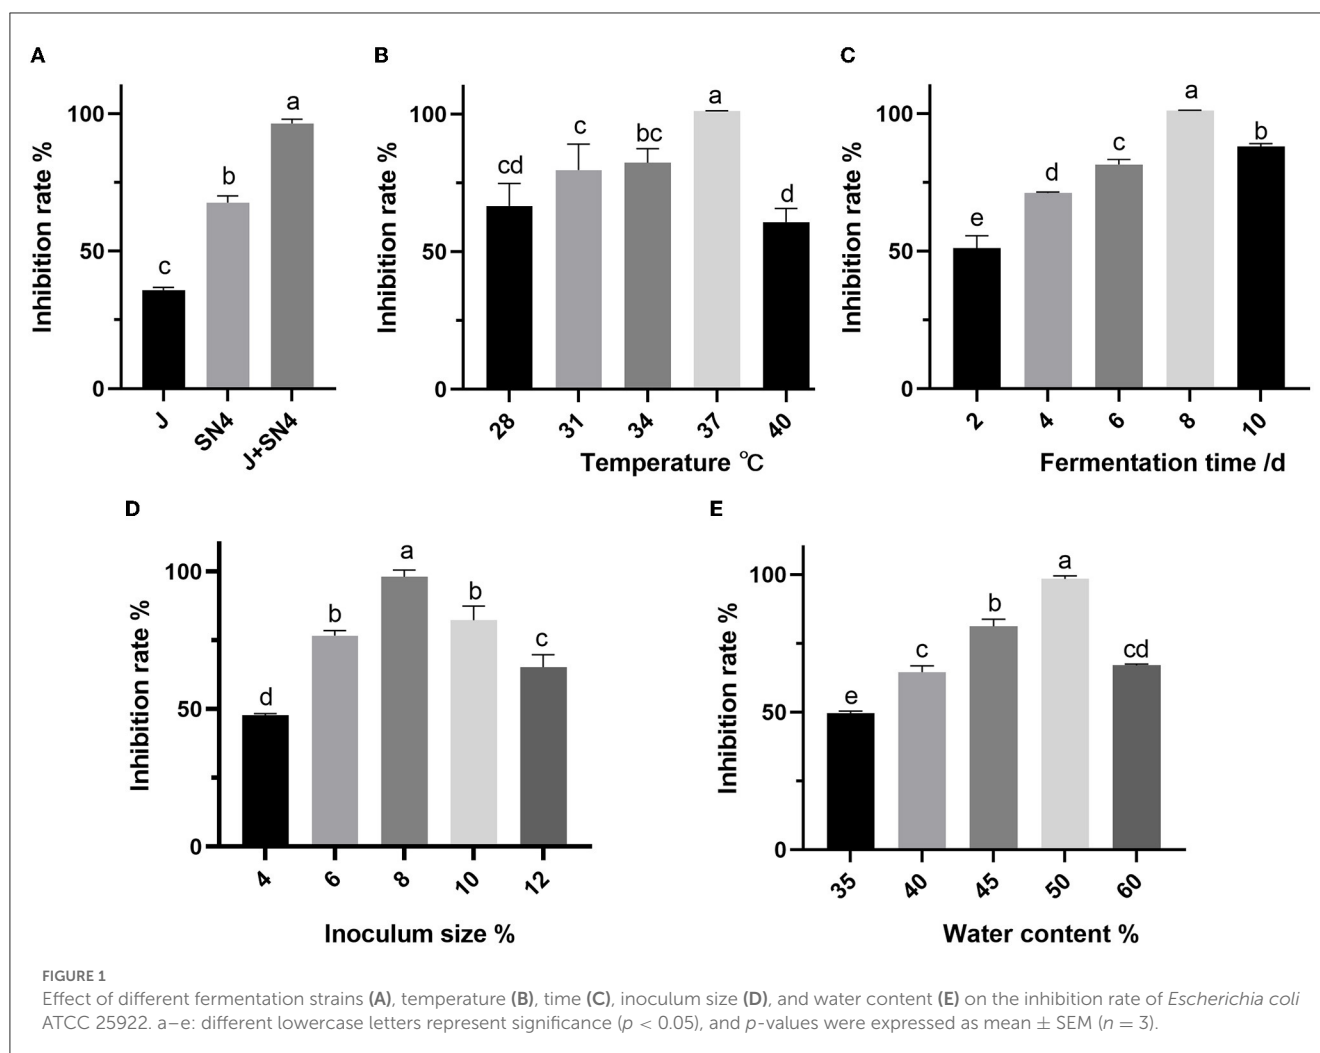 A
Inhibition rate %
100
50
0
c
b
a
J
SN4
J+SN4
B
Inhibition rate %
100
50
0
cd
c
bc
a
d
28
31
34
37
40
Temperature ℃
C
Inhibition rate %
100
50
0
e
d
c
a
b
2
4
6
8
10
Fermentation time /d
D
Inhibition rate %
100
50
0
d
b
a
b
c
4
6
8
10
12
Inoculum size %
E
Inhibition rate %
100
50
0
e
c
b
a
cd
35
40
45
50
60
Water content %
FIGURE 1
Effect of different fermentation strains (A), temperature (B), time (C), inoculum size (D), and water content (E) on the inhibition rate of Escherichia coli
ATCC 25922. a–e: different lowercase letters represent significance (p < 0.05), and p-values were expressed as mean ± SEM (n = 3).